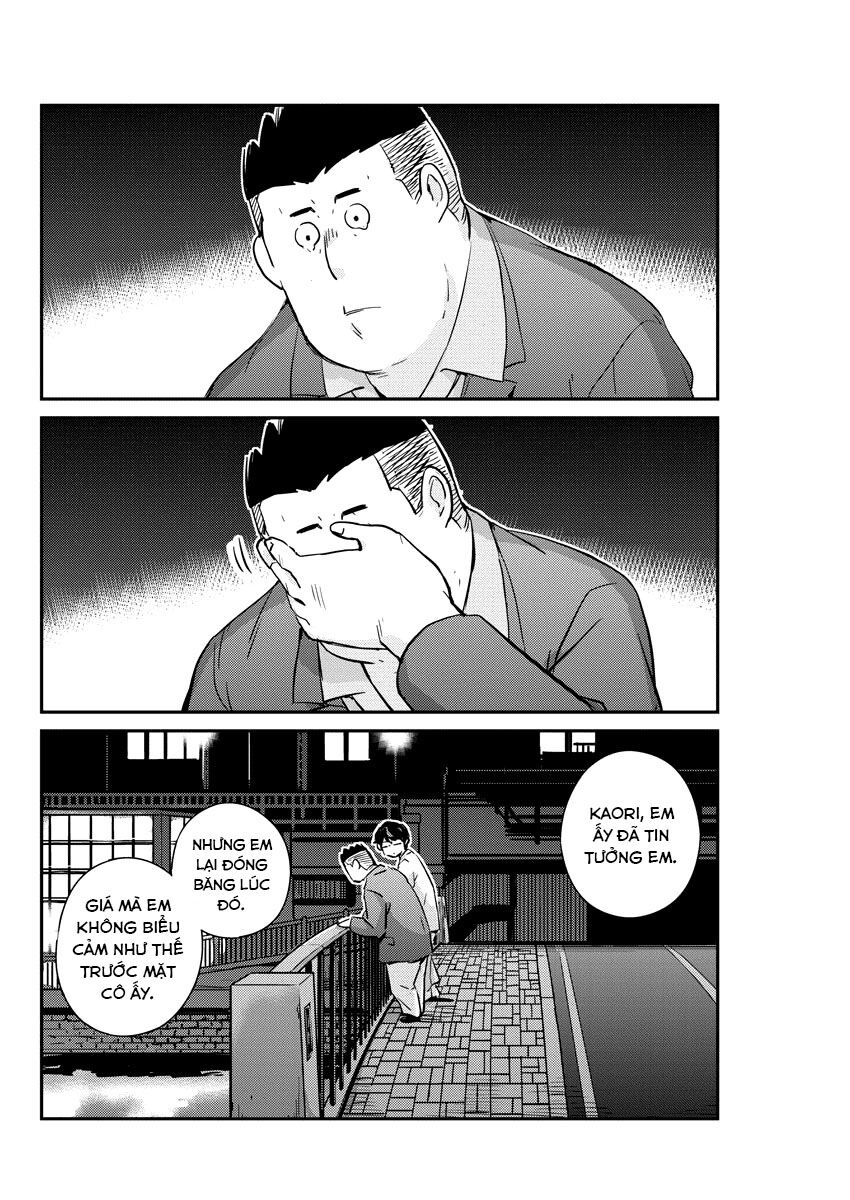 KAORI, EM
ẤY ĐÃ TIN
TƯỞNG EM.
NHƯNG EM
LẠI ĐÓNG
BĂNG LÚC
ĐÓ.
GIÁ MÀ EM
KHÔNG BIỂU
CẢM NHƯ THẾ
TRƯỚC MẶT
CÔ ẤY.